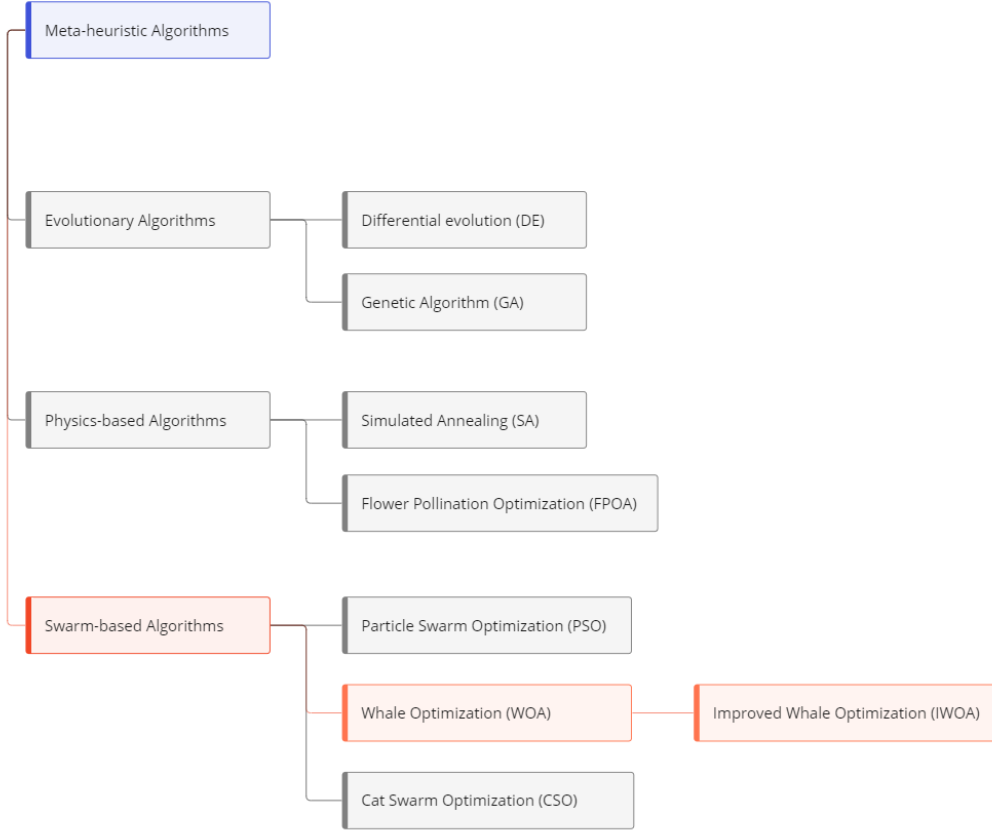 Meta-heuristic Algorithms
Evolutionary Algorithms
Differential evolution (DE)
Genetic Algorithm (GA)
Physics-based Algorithms
Simulated Annealing (SA)
Flower Pollination Optimization (FPOA)
Swarm-based Algorithms
Particle Swarm Optimization (PSO)
Whale Optimization (WOA)
Improved Whale Optimization (IWOA)
Cat Swarm Optimization (CSO)